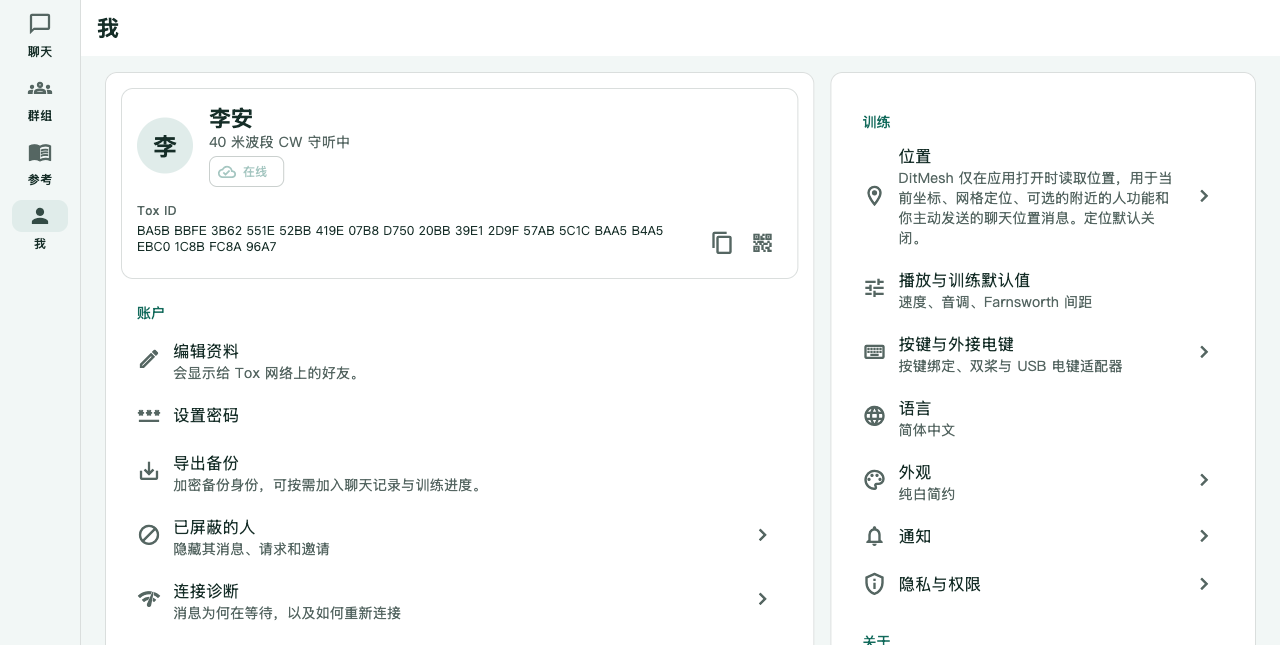 聊天
群组
参考
我
我
李
李安
40 米波段 CW 守听中
在线
Tox ID
BA5B BBFE 3B62 551E 52BB 419E 07B8 D750 20BB 39E1 2D9F 57AB 5C1C BAA5 B4A5
EBC0 1C8B FC8A 96A7
账户
编辑资料
会显示给 Tox 网络上的好友。
设置密码
导出备份
加密备份身份，可按需加入聊天记录与训练进度。
已屏蔽的人
隐藏其消息、请求和邀请
连接诊断
消息为何在等待，以及如何重新连接
训练
位置
DitMesh 仅在应用打开时读取位置，用于当
前坐标、网格定位、可选的附近的人功能和
你主动发送的聊天位置消息。定位默认关
闭。
播放与训练默认值
速度、音调、Farnsworth 间距
按键与外接电键
按键绑定、双桨与 USB 电键适配器
语言
简体中文
外观
纯白简约
通知
隐私与权限
关于